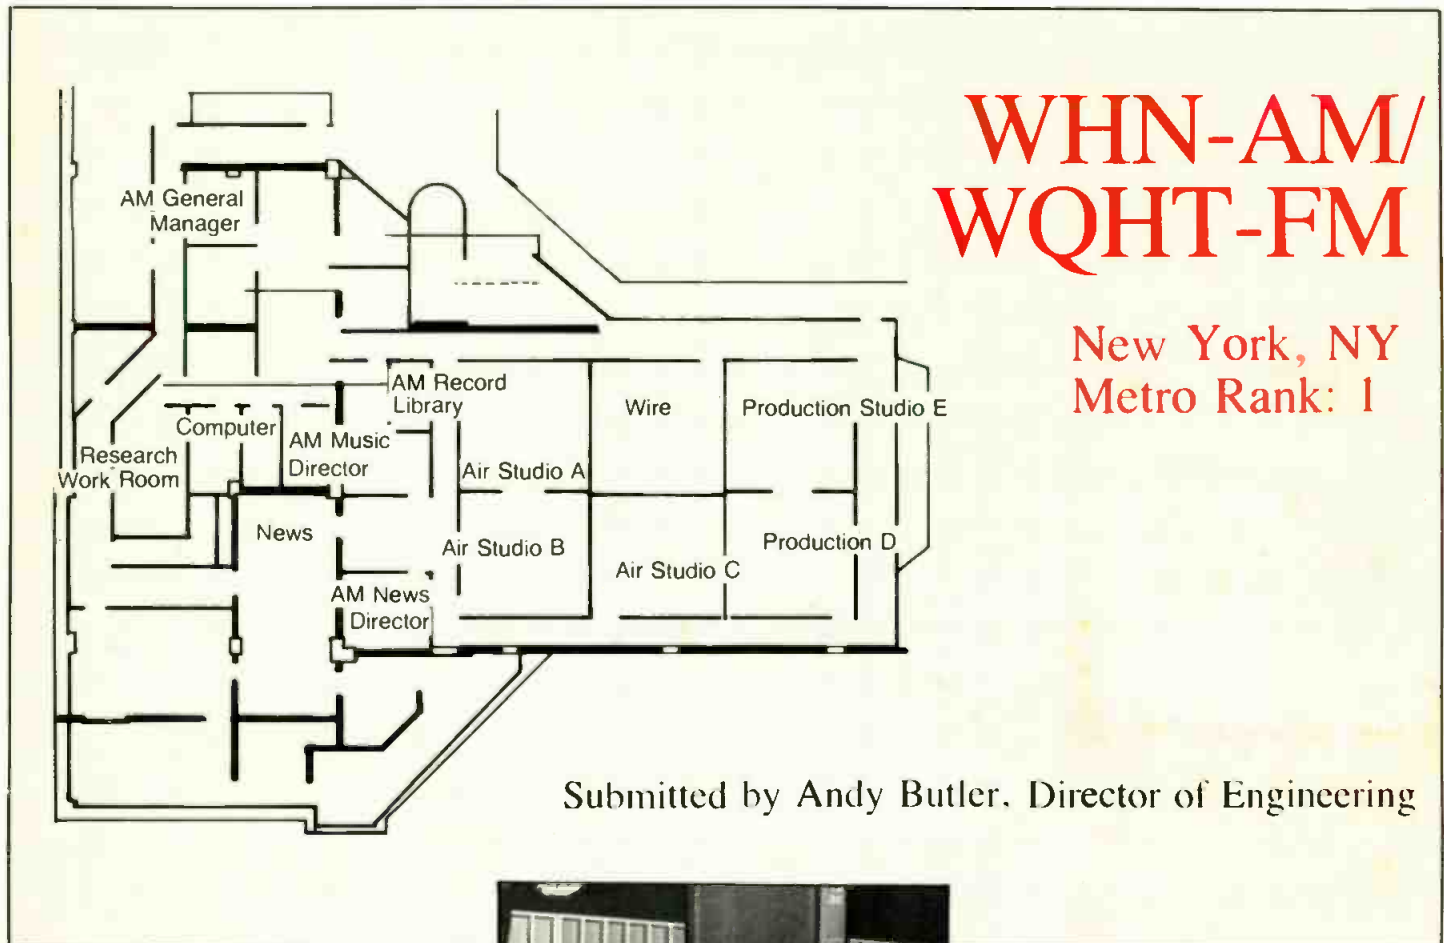 WHN-AM/
WQHT-FM
New York, NY
Metro Rank: 1
AM General
Manager
AM Record
Library
Wire
Production Studio E
Computer
AM Music
Director
Research
Work Room
Air Studio A
News
Air Studio B
Air Studio C
Production D
AM News
Director
Submitted by Andy Butler, Director of Engineering